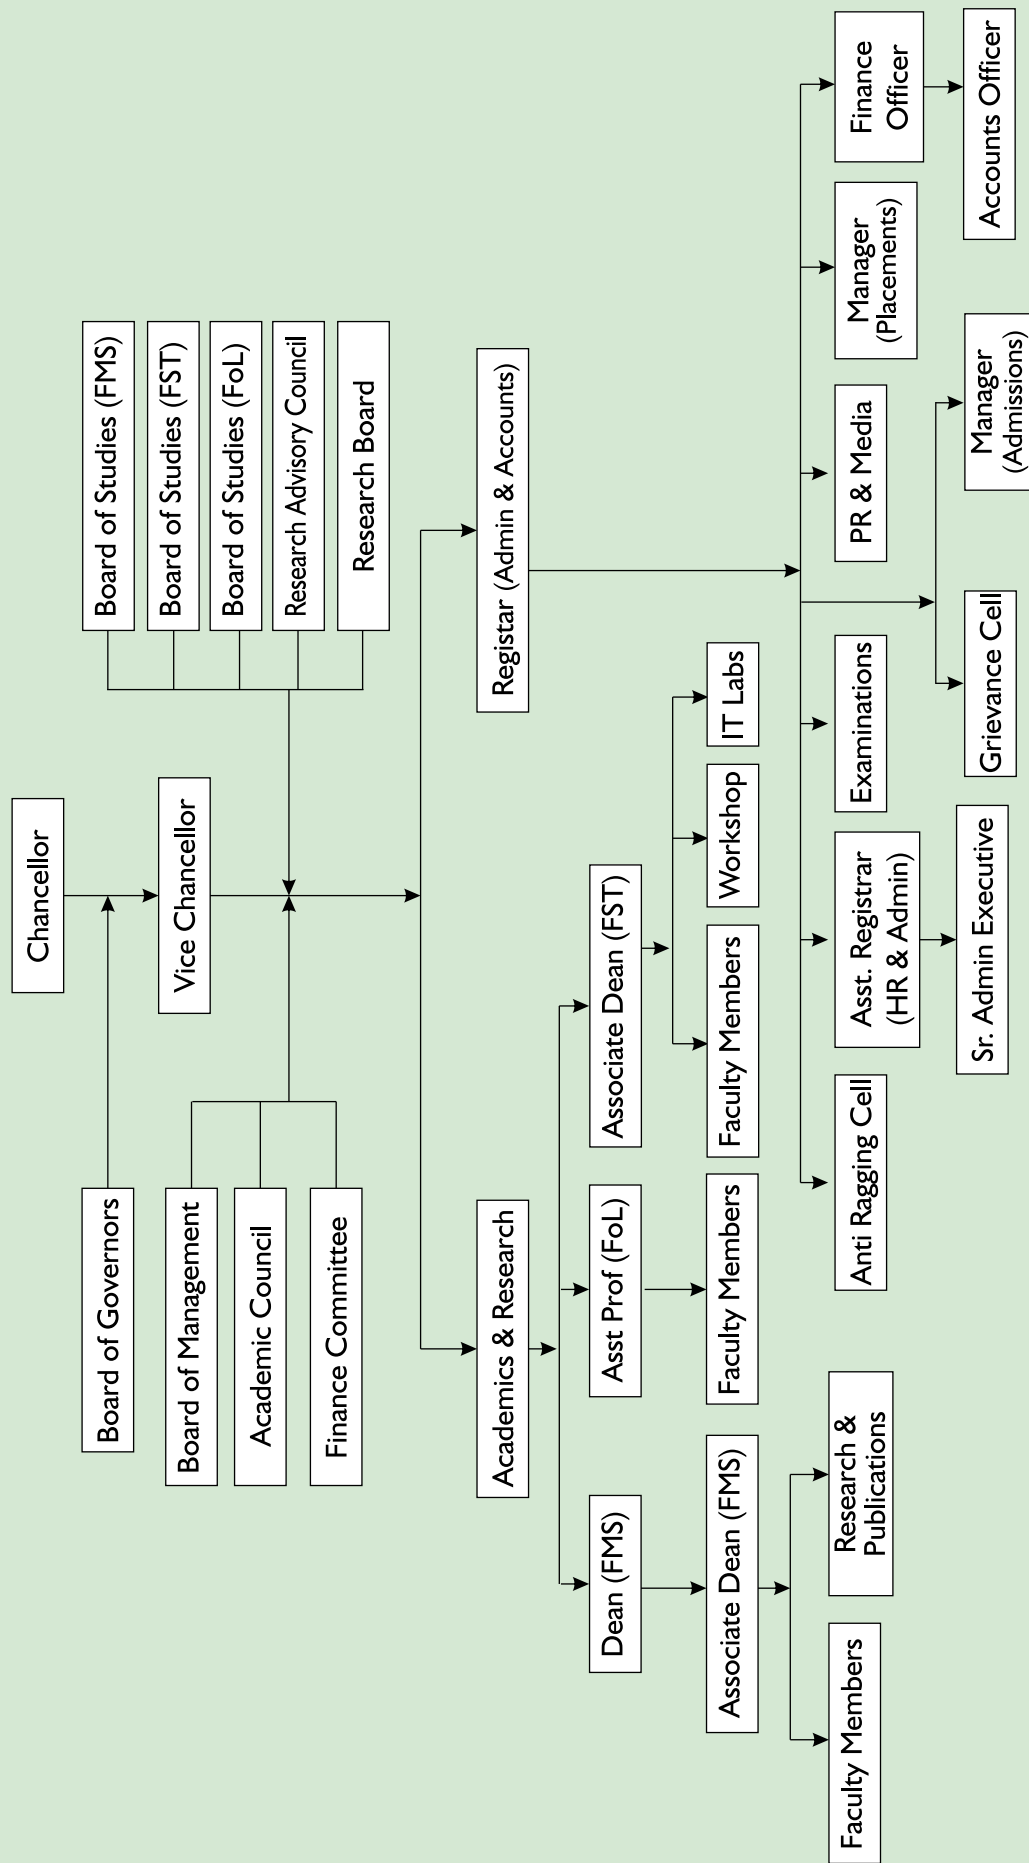 Chancellor
Board of Governors
Vice Chancellor
Board of Management
Academic Council
Finance Committee
Board of Studies (FMS)
Board of Studies (FST)
Board of Studies (FoL)
Research Advisory Council
Research Board
Academics & Research
Registar (Admin & Accounts)
Dean (FMS)
Asst Prof (FoL)
Associate Dean (FST)
Associate Dean (FMS)
Faculty Members
Faculty Members
Workshop
IT Labs
Faculty Members
Research &
Publications
Anti Ragging Cell
Asst. Registrar
(HR & Admin)
Examinations
PR & Media
Manager
(Placements)
Finance
Officer
Sr. Admin Executive
Grievance Cell
Manager
(Admissions)
Accounts Officer